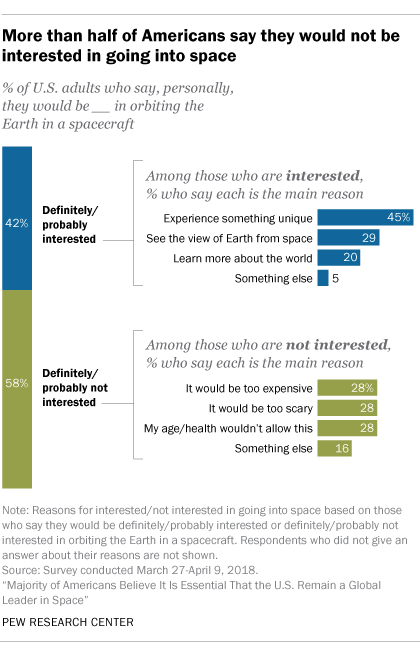 More than half of Americans say they would not be
interested in going into space
% of U.S. adults who say, personally,
they would be __ in orbiting the
Earth in a spacecraft
42%
Definitely/
probably
interested
Among those who are interested,
% who say each is the main reason
Experience something unique 45%
See the view of Earth from space 29
Learn more about the world 20
Something else 5
58%
Definitely/
probably not
interested
Among those who are not interested,
% who say each is the main reason
It would be too expensive 28%
It would be too scary 28
My age/health wouldn't allow this 28
Something else 16
Note: Reasons for interested/not interested in going into space based on those
who say they would be definitely/probably interested or definitely/probably not
interested in orbiting the Earth in a spacecraft. Respondents who did not give an
answer about their reasons are not shown.
Source: Survey conducted March 27-April 9, 2018.
"Majority of Americans Believe It Is Essential That the U.S. Remain a Global
Leader in Space"
PEW RESEARCH CENTER